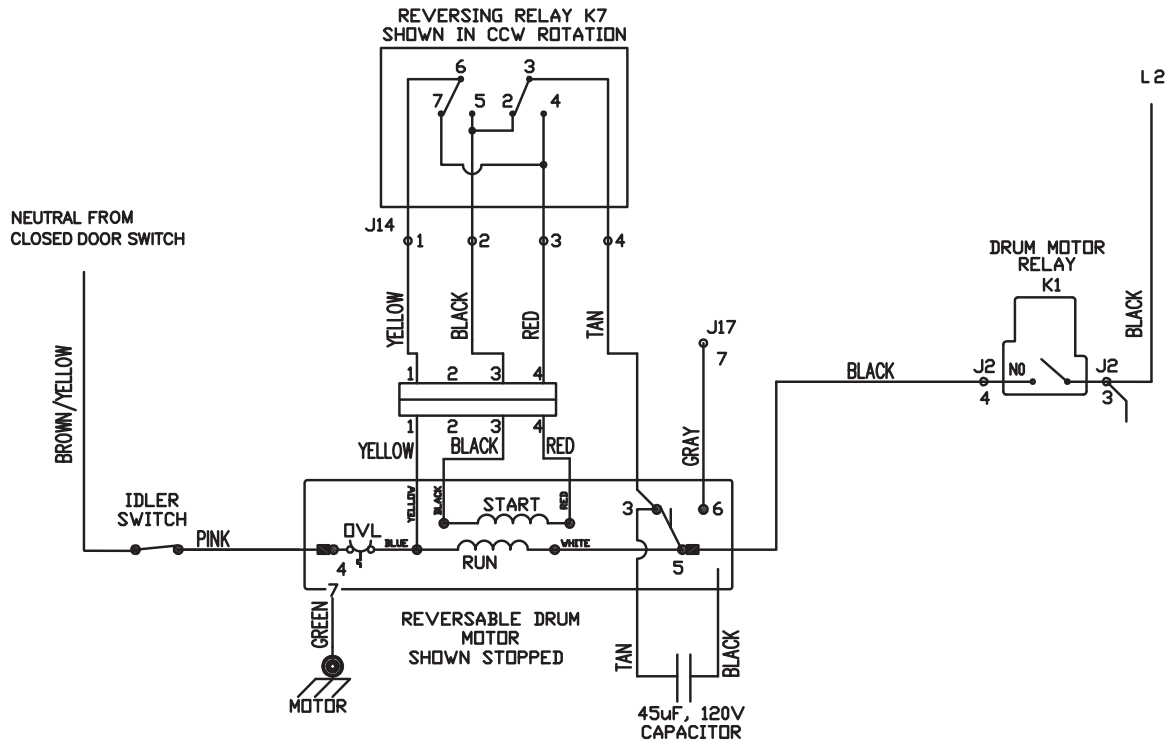 REVERSING RELAY K7
SHOWN IN CCW ROTATION
6
3
7
5
2
4
L2
J14
1
2
3
4
NEUTRAL FROM
CLOSED DOOR SWITCH
DRUM MOTOR
RELAY
K1
YELLOW
BLACK
RED
TAN
BLACK
J17
7
J2
NO
J2
4
3
BLACK
1
2
3
4
1
2
3
4
BROWN/YELLOW
YELLOW
BLACK
RED
GRAY
IDLER
SWITCH
PINK
YELLOW
BLACK
START
RED
3
6
OVL
BLUE
RUN
WHITE
4
5
7
GREEN
REVERSABLE DRUM
MOTOR
SHOWN STOPPED
TAN
BLACK
MOTOR
45uF, 120V
CAPACITOR